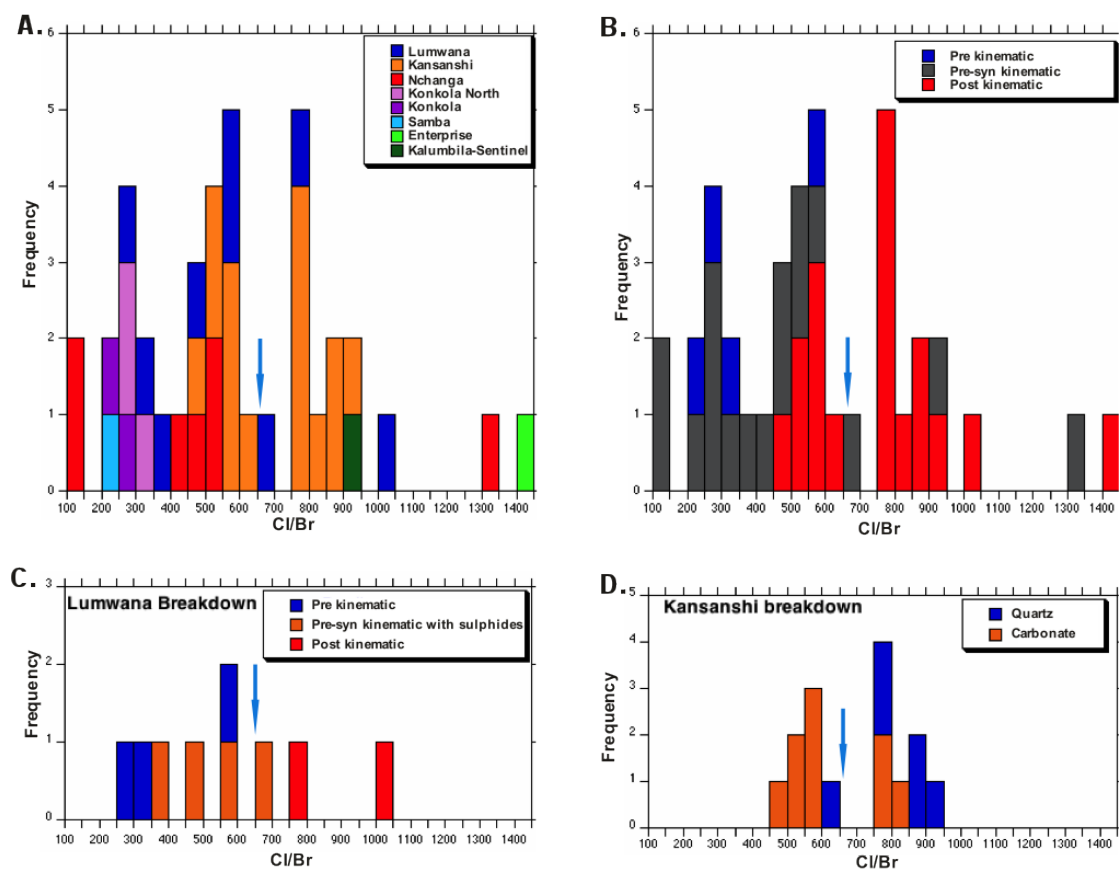 A.
6
5
4
3
2
1
0
Frequency
100 200 300 400 500 600 700 800 900 1000 1100 1200 1300 1400
Cl/Br
Lumwana
Kansanshi
Nchanga
Konkola North
Konkola
Samba
Enterprise
Kalumbila-Sentinel
B.
6
5
4
3
2
1
0
Frequency
100 200 300 400 500 600 700 800 900 1000 1100 1200 1300 1400
Cl/Br
Pre kinematic
Pre-syn kinematic
Post kinematic
C.
Lumwana Breakdown
3
2
1
0
Frequency
100 200 300 400 500 600 700 800 900 1000 1100 1200 1300 1400
Cl/Br
Pre kinematic
Pre-syn kinematic with sulphides
Post kinematic
D.
Kansanshi breakdown
5
4
3
2
1
0
Frequency
100 200 300 400 500 600 700 800 900 1000 1100 1200 1300 1400
Cl/Br
Quartz
Carbonate